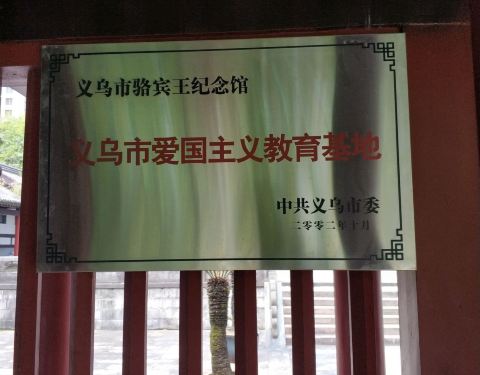 义乌市骆宾王纪念馆
义乌市爱国主义教育基地
中共义乌市委
二零零二年十月